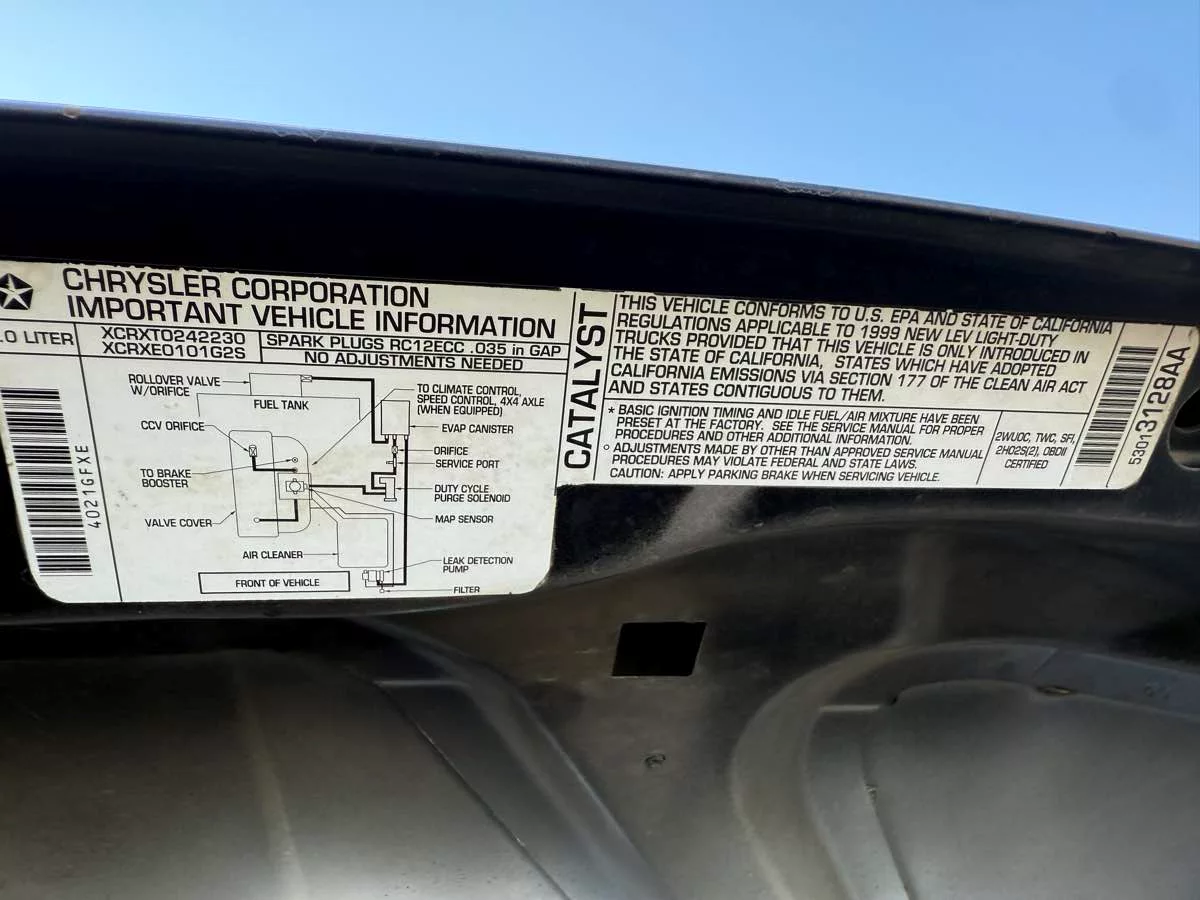 CHRYSLER CORPORATION
IMPORTANT VEHICLE INFORMATION
.0 LITER
XCRXT0242230
XCRXE0101G2S
SPARK PLUGS RC12ECC .035 in GAP
NO ADJUSTMENTS NEEDED
ROLLOVER VALVE
W/ORIFICE
FUEL TANK
TO CLIMATE CONTROL,
SPEED CONTROL, 4X4 AXLE
(WHEN EQUIPPED)
CCV ORIFICE
EVAP CANISTER
ORIFICE
SERVICE PORT
TO BRAKE
BOOSTER
DUTY CYCLE
PURGE SOLENOID
VALVE COVER
MAP SENSOR
AIR CLEANER
LEAK DETECTION
PUMP
FRONT OF VEHICLE
FILTER
4021GFXE
CATALYST
THIS VEHICLE CONFORMS TO U.S. EPA AND STATE OF CALIFORNIA
REGULATIONS APPLICABLE TO 1999 NEW LEV LIGHT-DUTY
TRUCKS PROVIDED THAT THIS VEHICLE IS ONLY INTRODUCED IN
THE STATE OF CALIFORNIA, STATES WHICH HAVE ADOPTED
CALIFORNIA EMISSIONS VIA SECTION 177 OF THE CLEAN AIR ACT
AND STATES CONTIGUOUS TO THEM.
* BASIC IGNITION TIMING AND IDLE FUEL/AIR MIXTURE HAVE BEEN
PRESET AT THE FACTORY. SEE THE SERVICE MANUAL FOR PROPER
PROCEDURES AND OTHER ADDITIONAL INFORMATION.
○ ADJUSTMENTS MADE BY OTHER THAN APPROVED SERVICE MANUAL
PROCEDURES MAY VIOLATE FEDERAL AND STATE LAWS.
CAUTION: APPLY PARKING BRAKE WHEN SERVICING VEHICLE.
2WUOC, TWC, SFI,
2HO2S(2), OBDII
CERTIFIED
53013128AA